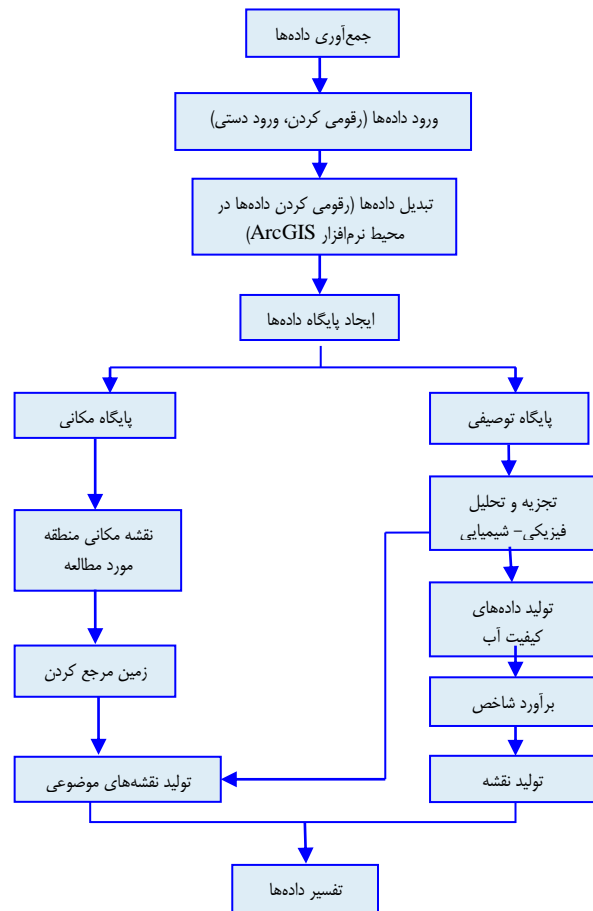 جمع‌آوری داده‌ها
ورود داده‌ها (رقومی کردن، ورود دستی)
تبدیل داده‌ها (رقومی کردن داده‌ها در
محیط نرم‌افزار ArcGIS)
ایجاد پایگاه داده‌ها
پایگاه توصیفی
تجزیه و تحلیل
فیزیکی- شیمیایی
تولید داده‌های
کیفیت آب
برآورد شاخص
تولید نقشه
پایگاه مکانی
نقشه مکانی منطقه
مورد مطالعه
زمین مرجع کردن
تولید نقشه‌های موضوعی
تفسیر داده‌ها